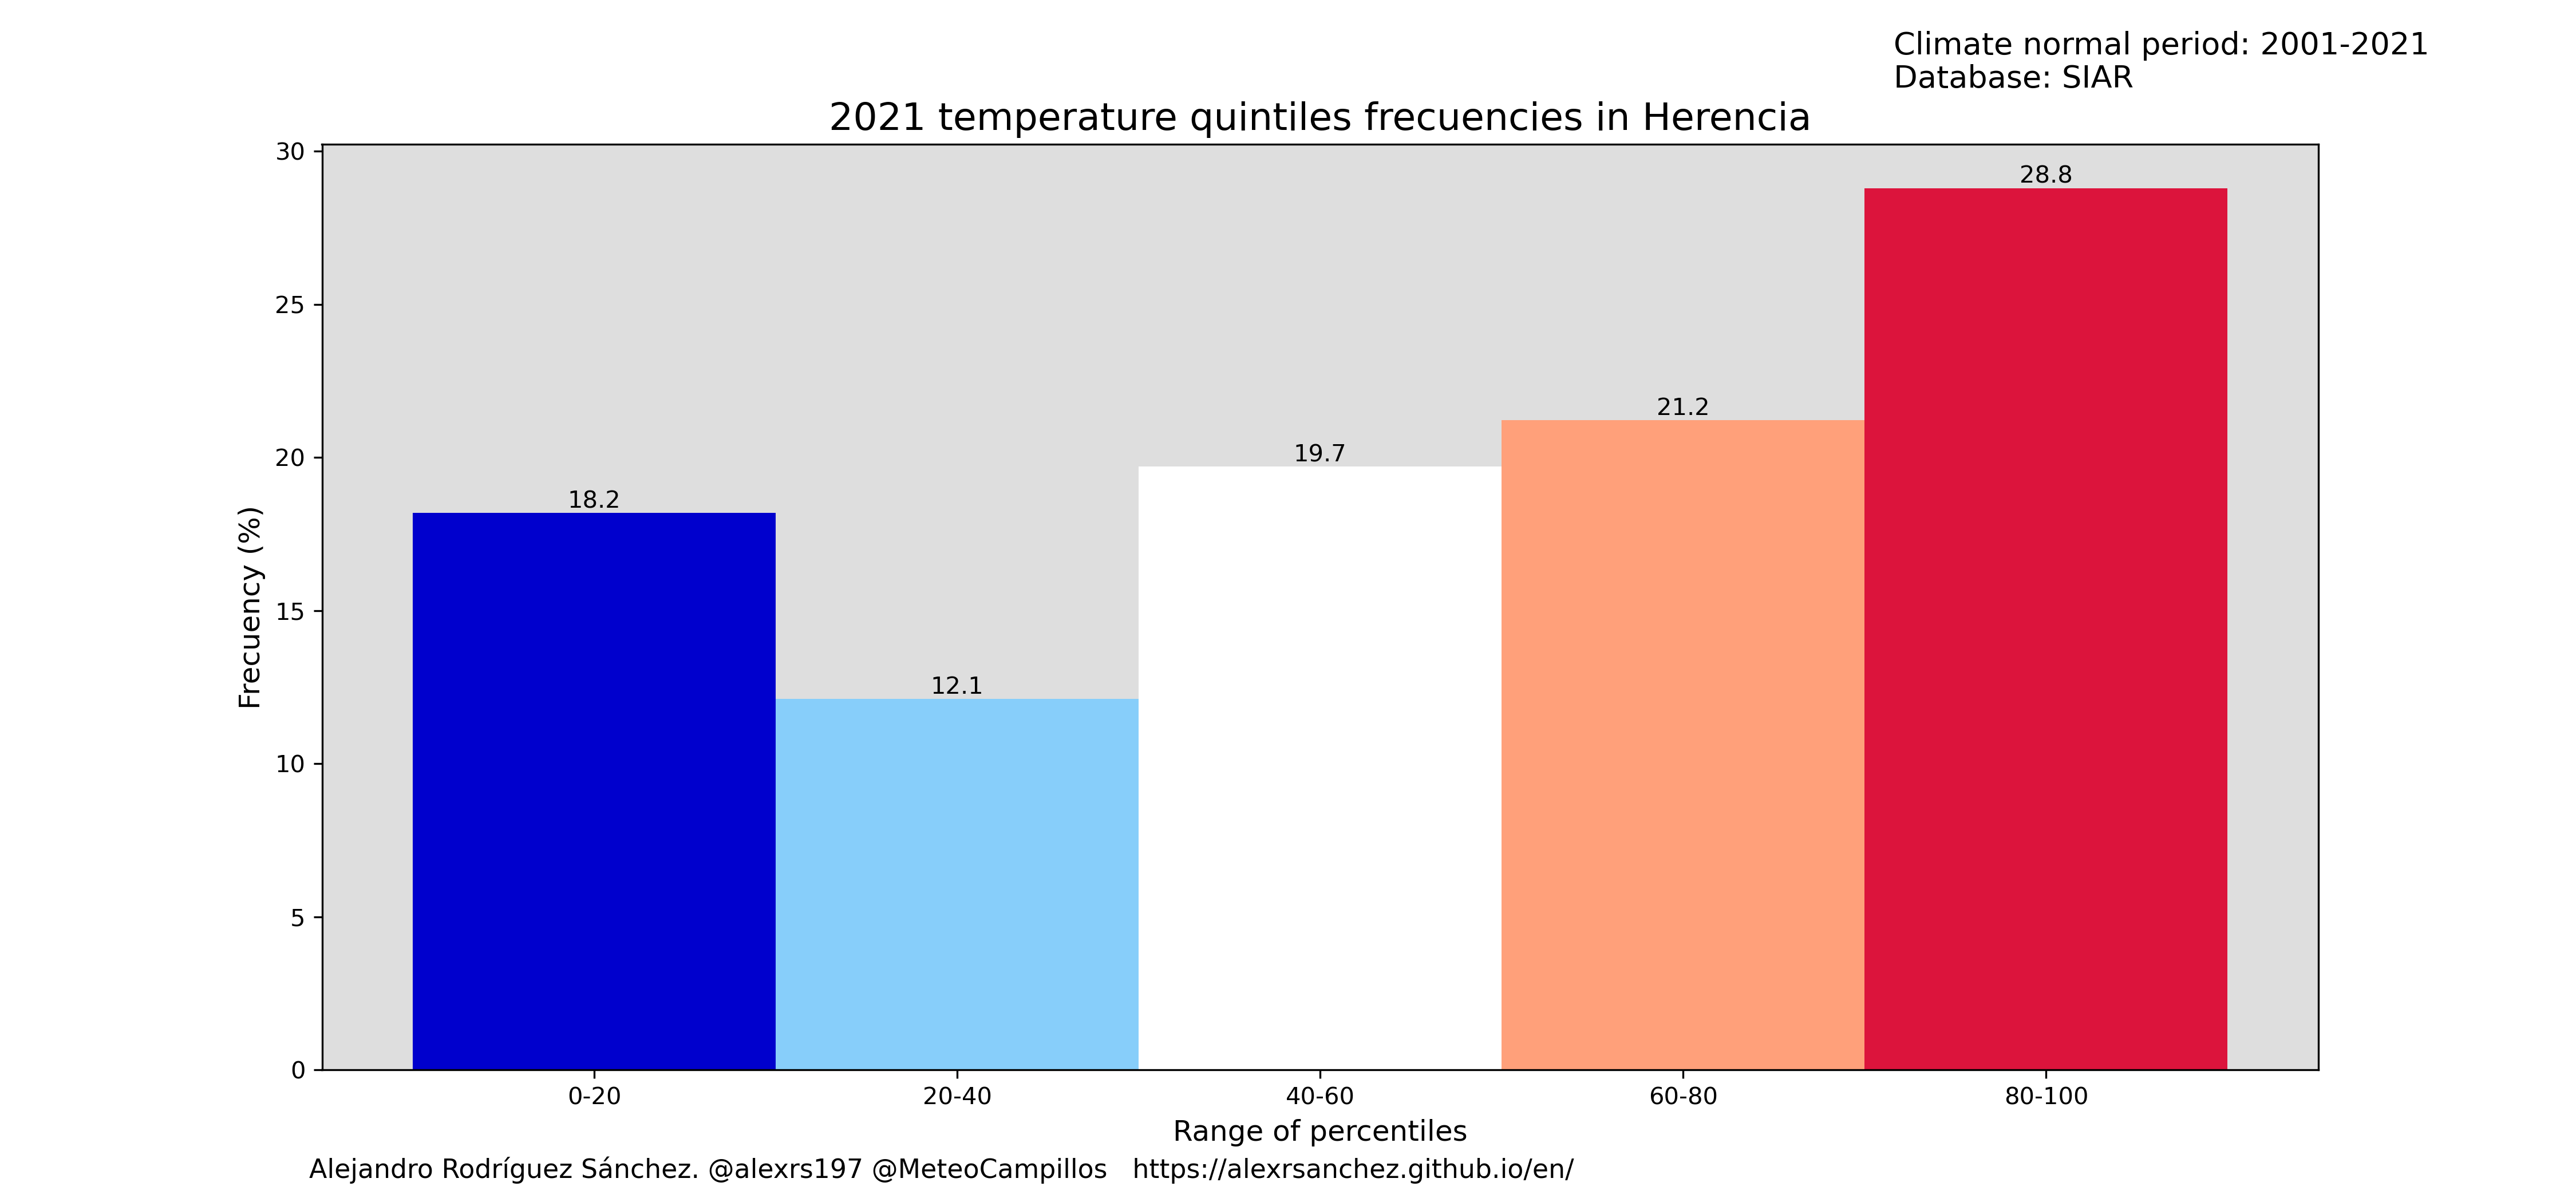 Climate normal period: 2001-2021
Database: SIAR
2021 temperature quintiles frecuencies in Herencia
30
25
20
15
10
5
0
Frecuency (%)
18.2
12.1
19.7
21.2
28.8
0-20
20-40
40-60
60-80
80-100
Range of percentiles
Alejandro Rodríguez Sánchez. @alexrs197 @MeteoCampillos https://alexrsanchez.github.io/en/